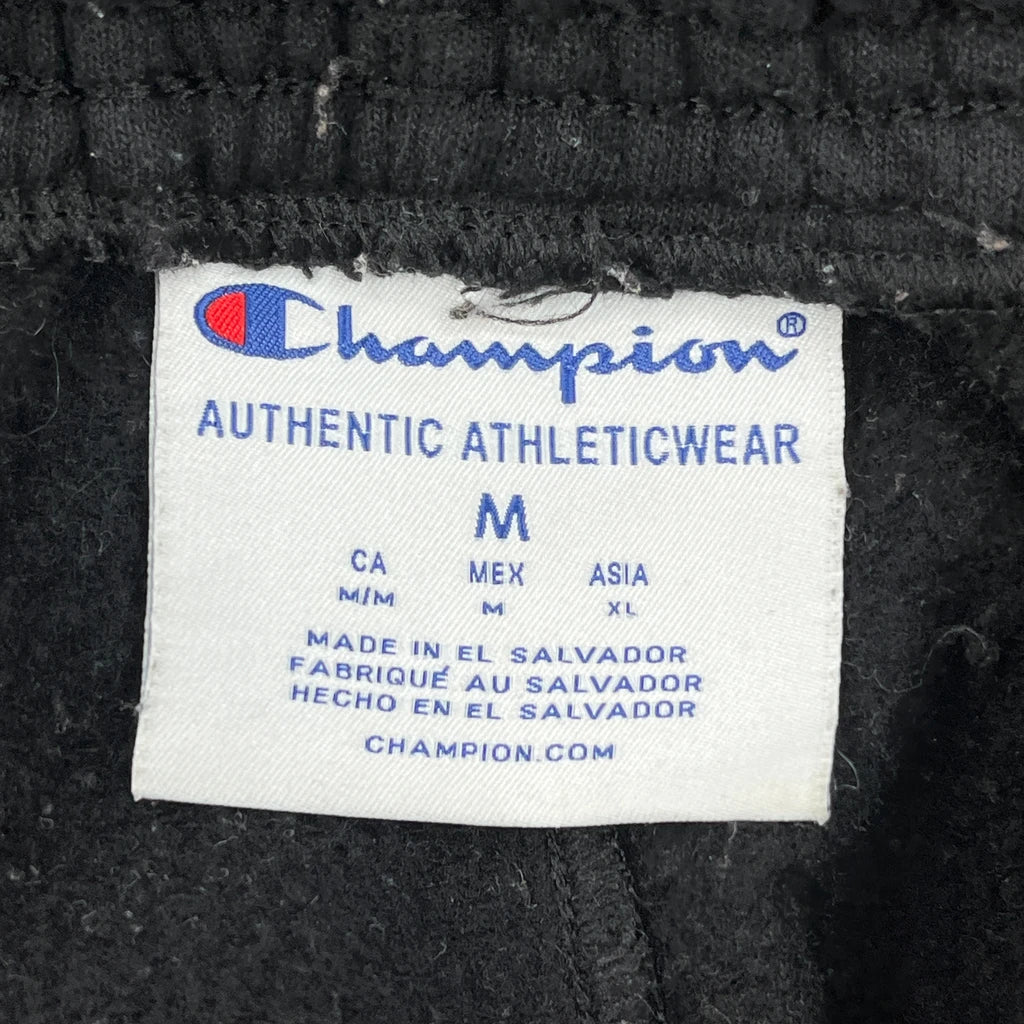 Champion®
AUTHENTIC ATHLETICWEAR
M
CA MEX ASIA
M/M M XL
MADE IN EL SALVADOR
FABRIQUÉ AU SALVADOR
HECHO EN EL SALVADOR
CHAMPION.COM